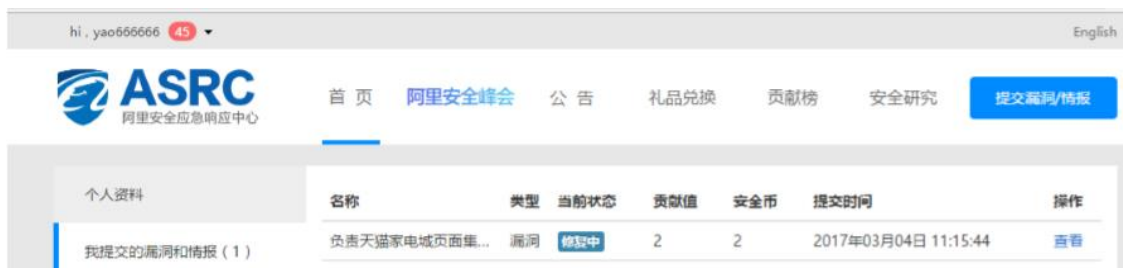 hi , yao666666 45 English
ASRC
阿里安全应急响应中心
首 页 阿里安全峰会 公 告 礼品兑换 贡献榜 安全研究 提交漏洞/情报
个人资料
名称 类型 当前状态 贡献值 安全币 提交时间 操作
我提交的漏洞和情报 ( 1 )
负责天猫家电城页面集... 漏洞 修复中 2 2 2017年03月04日 11:15:44 查看